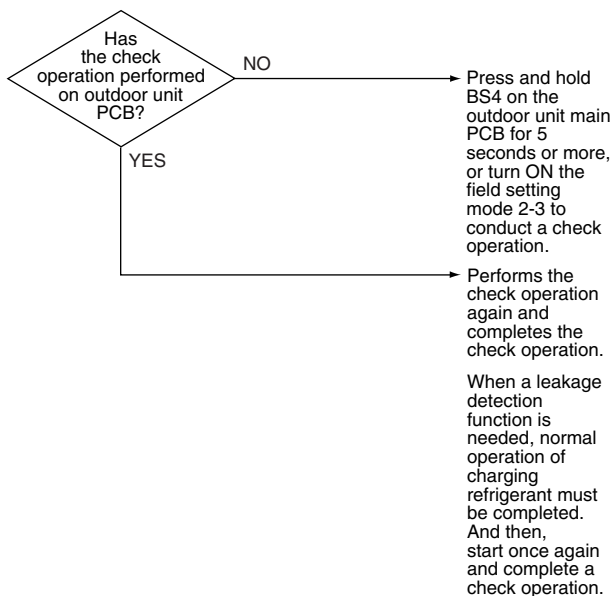 Has
the check
operation performed
on outdoor unit
PCB?
NO
YES
Press and hold
BS4 on the
outdoor unit main
PCB for 5
seconds or more,
or turn ON the
field setting
mode 2-3 to
conduct a check
operation.
Performs the
check operation
again and
completes the
check operation.
When a leakage
detection
function is
needed, normal
operation of
charging
refrigerant must
be completed.
And then,
start once again
and complete a
check operation.